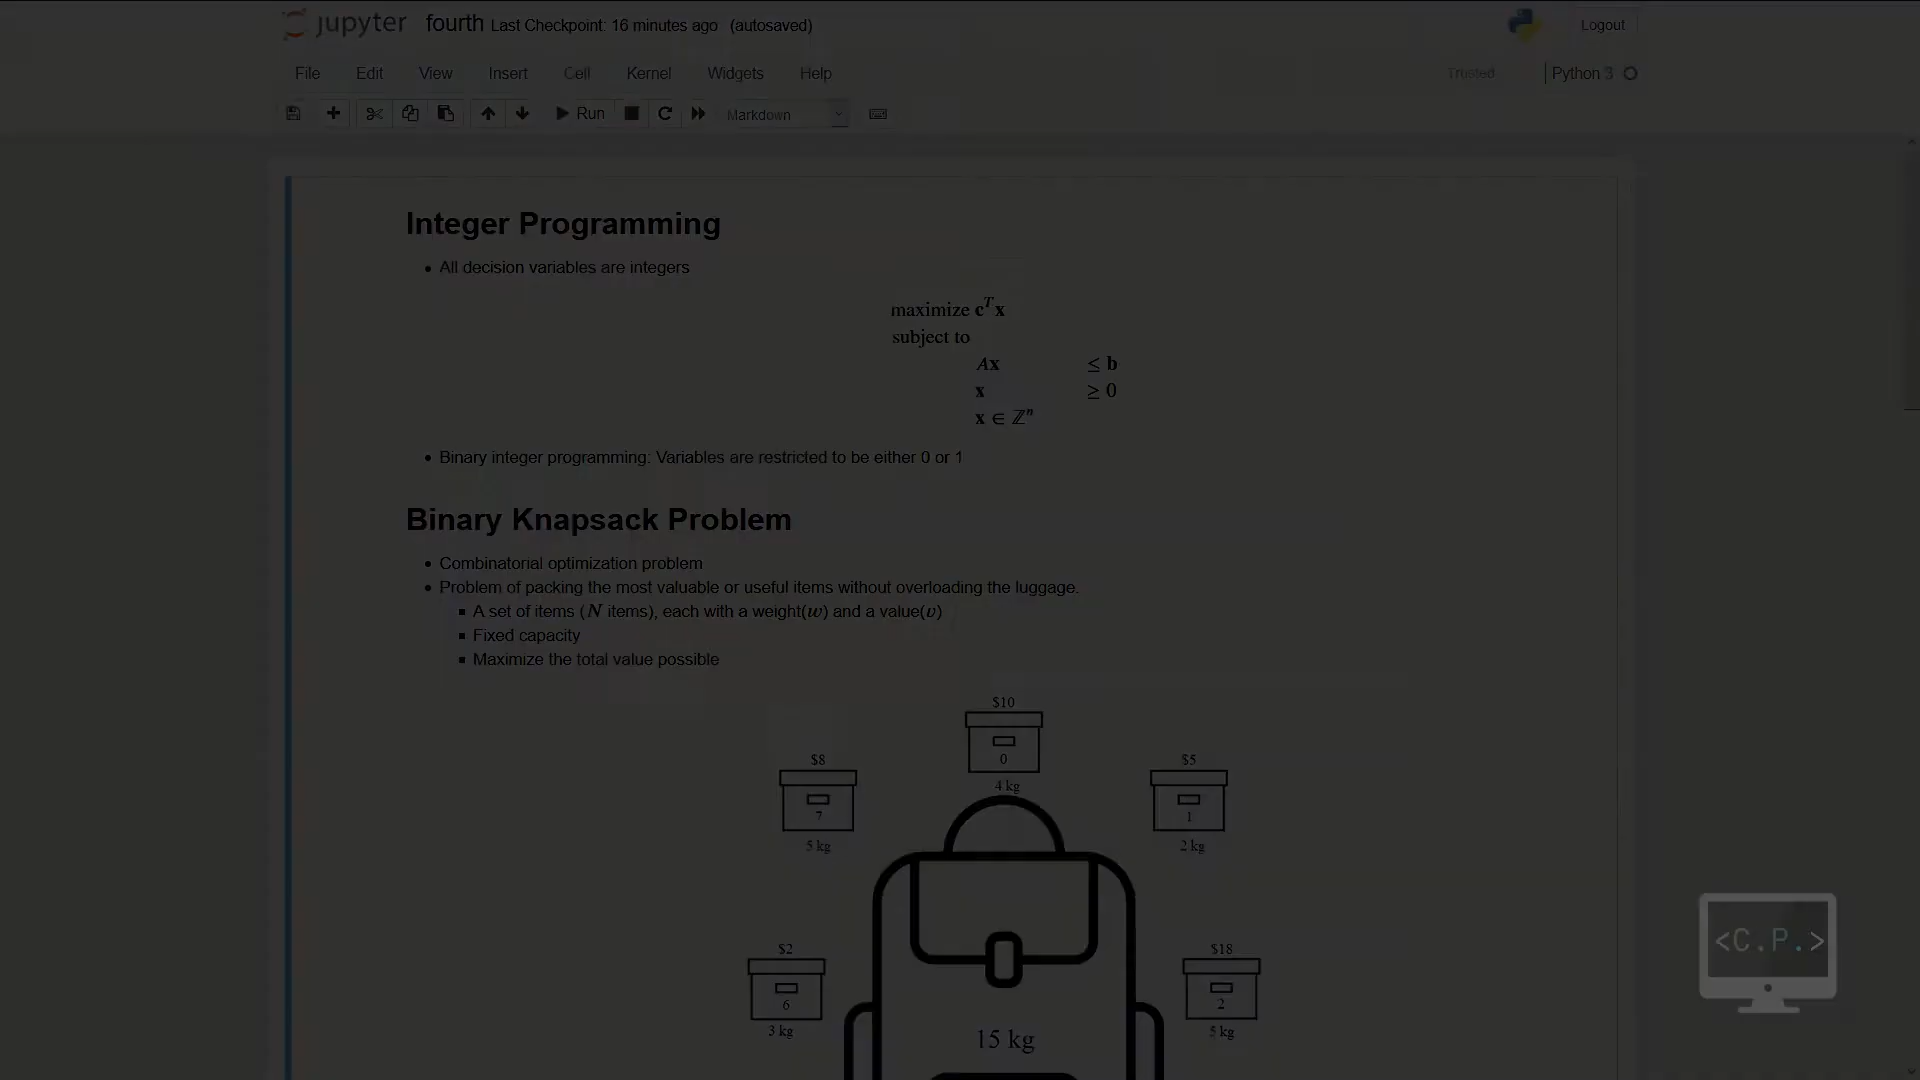 jupyter fourth Last Checkpoint: 16 minutes ago (autosaved) Logout
File Edit View Insert Cell Kernel Widgets Help Trusted Python 3
Run Markdown
Integer Programming
All decision variables are integers
maximize c^T x
subject to
Ax ≤ b
x ≥ 0
x ∈ ℤ^n
Binary integer programming: Variables are restricted to be either 0 or 1
Binary Knapsack Problem
Combinatorial optimization problem
Problem of packing the most valuable or useful items without overloading the luggage.
A set of items (N items), each with a weight(w) and a value(v)
Fixed capacity
Maximize the total value possible
$10
0
4 kg
$8
7
5 kg
$5
1
2 kg
$2
6
3 kg
$18
2
5 kg
15 kg
<C.P.>